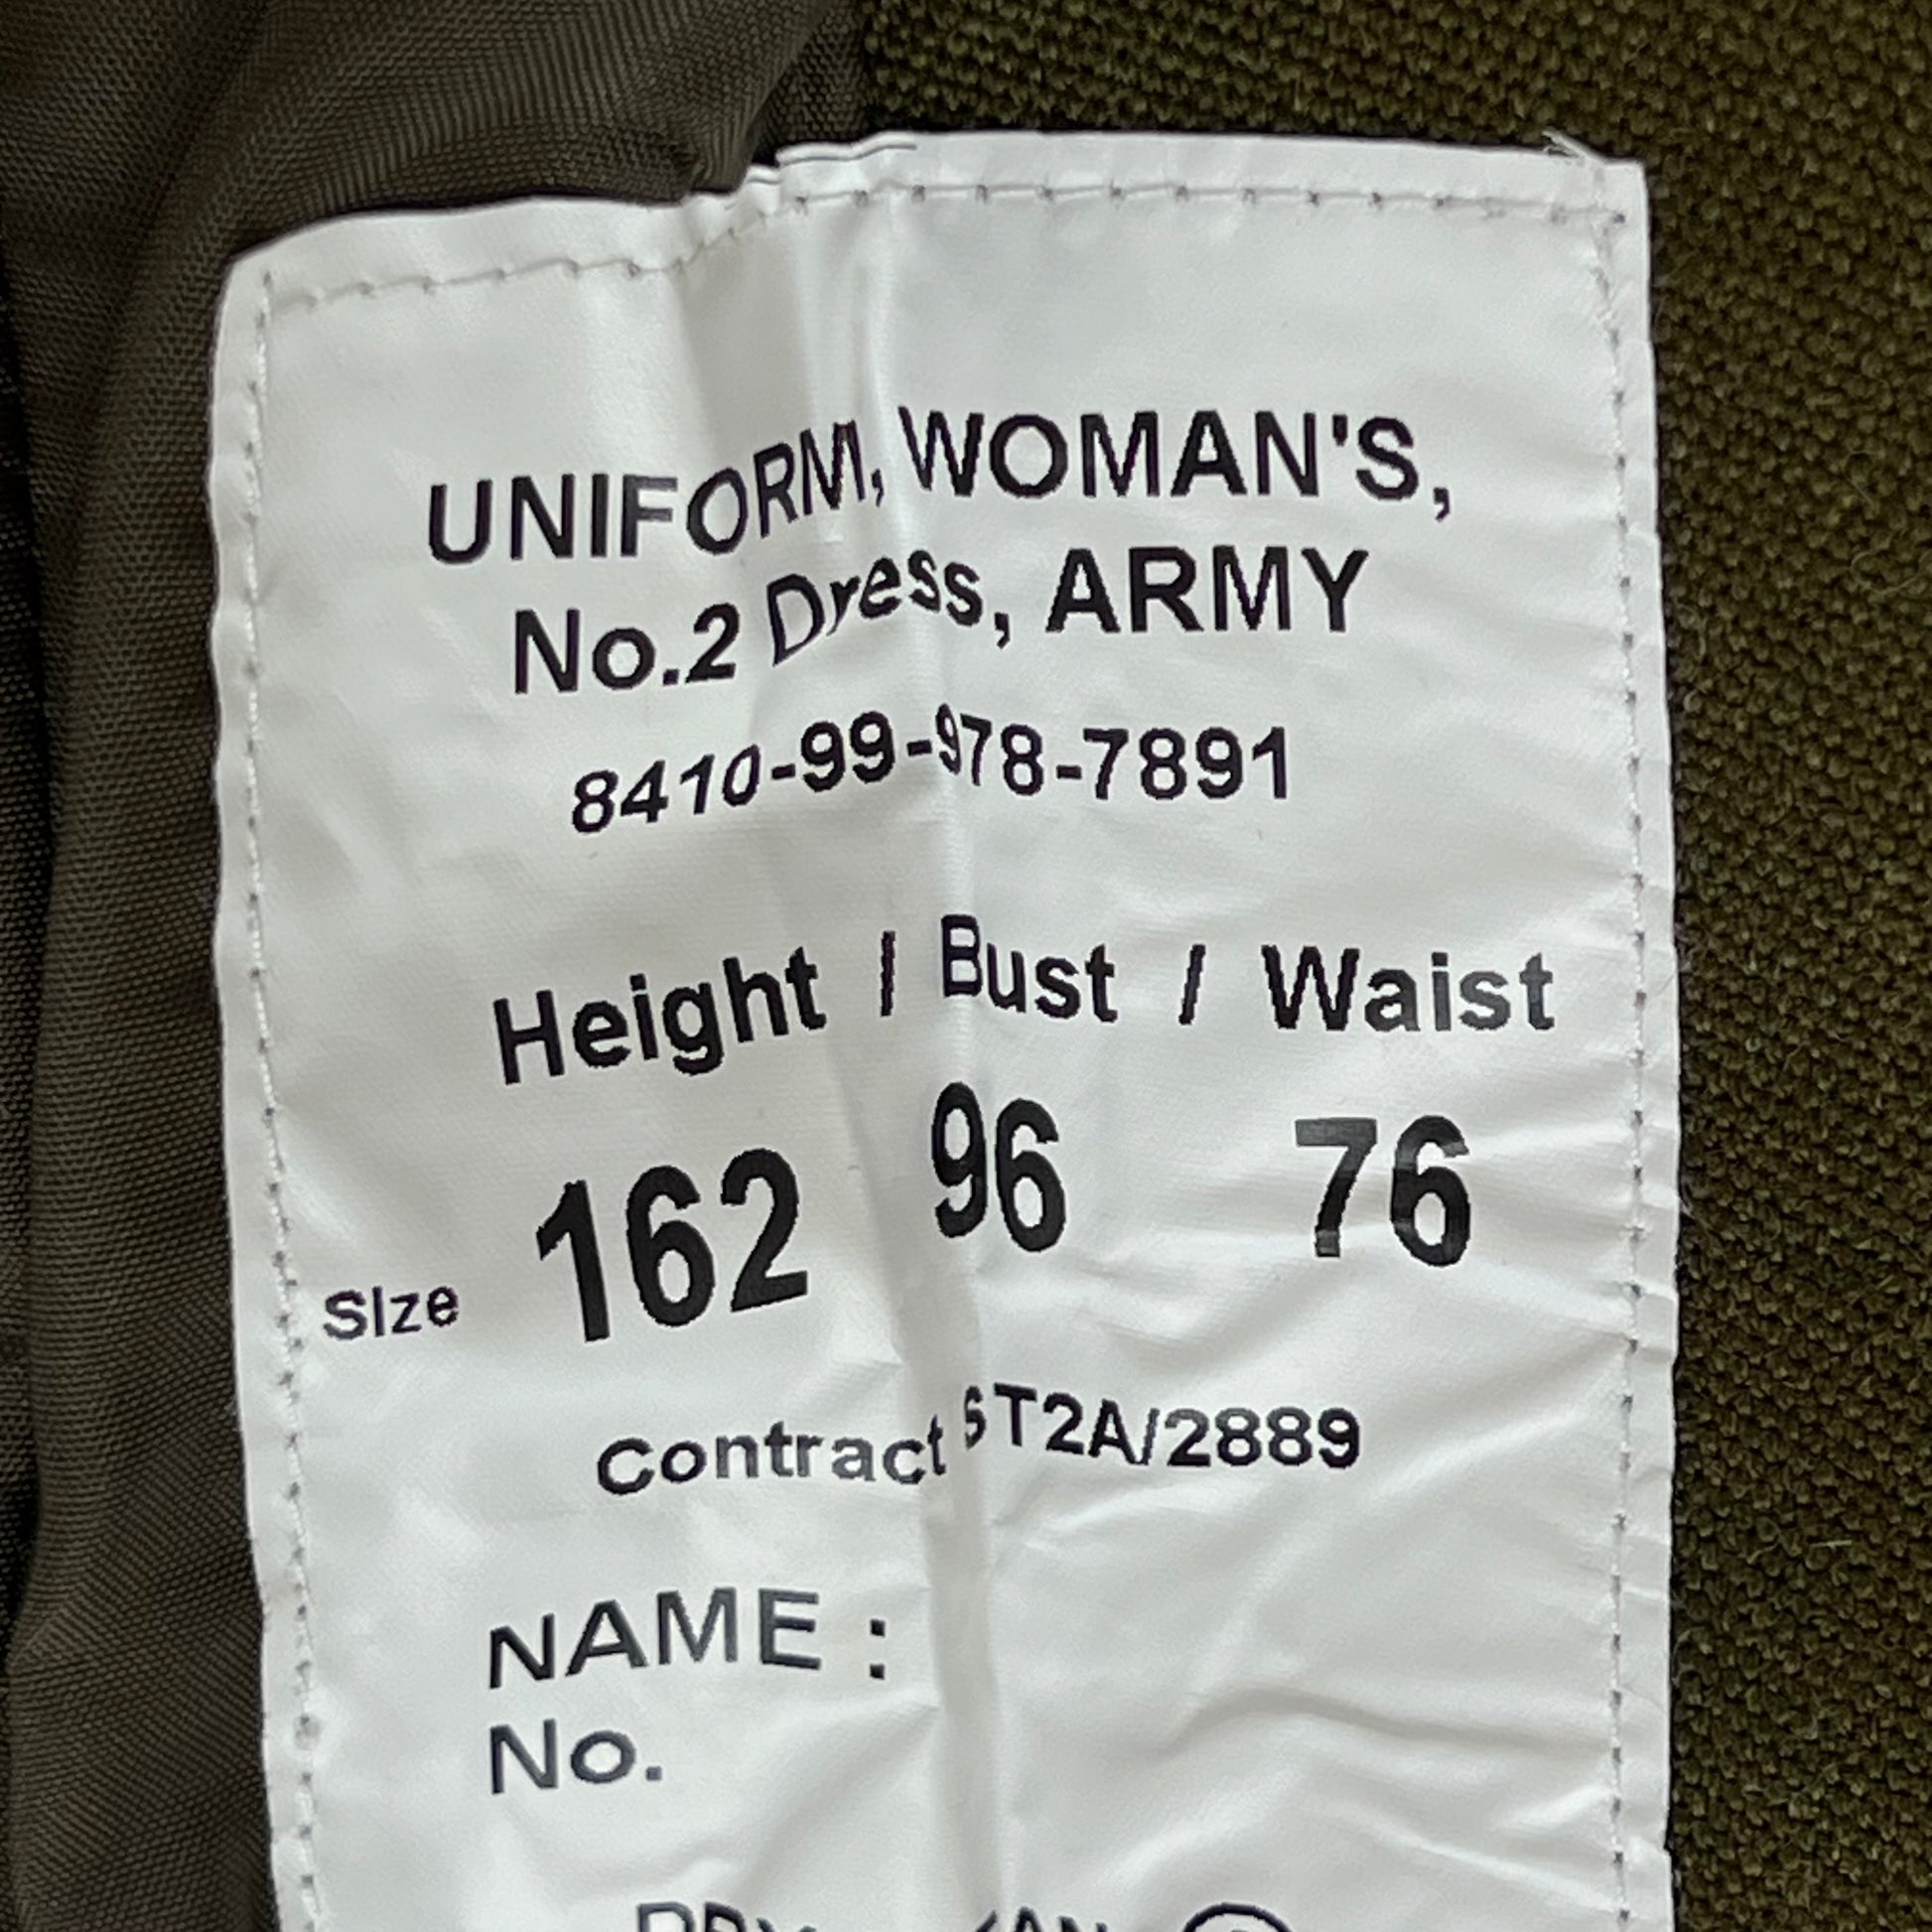 UNIFORM, WOMAN'S,
No.2 Dress, ARMY
8410-99-978-7891
Height / Bust / Waist
Size 162 96 76
Contract ST2A/2889
NAME :
No.